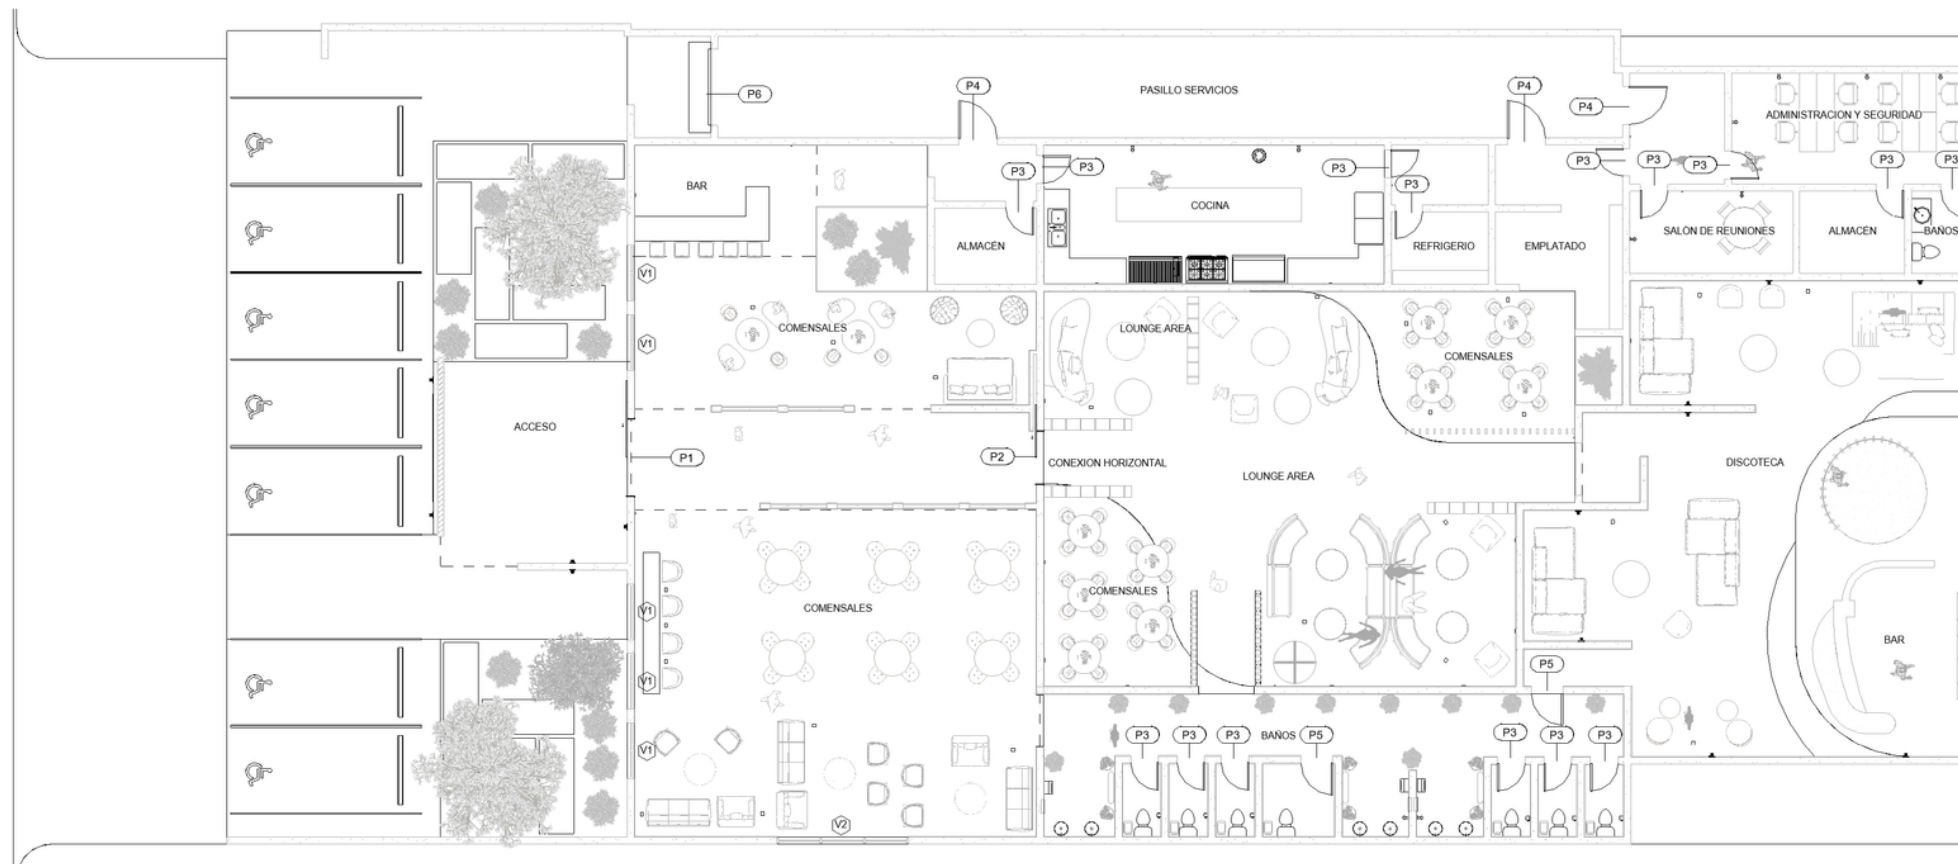 PASILLO SERVICIOS
P6
P4
P4
P4
ADMINISTRACION Y SEGURIDAD
BAR
P3
P3
P3
P3
P3
P3
P3
P3
P3
COCINA
ALMACÉN
REFRIGERIO
EMPLATADO
SALÓN DE REUNIONES
ALMACÉN
BAÑOS
V1
V1
COMENSALES
LOUNGE AREA
COMENSALES
ACCESO
P1
P2
CONEXION HORIZONTAL
LOUNGE AREA
DISCOTECA
COMENSALES
COMENSALES
V1
V1
V1
BAR
P5
P3
P3
P3
BAÑOS
P5
P3
P3
P3
V2